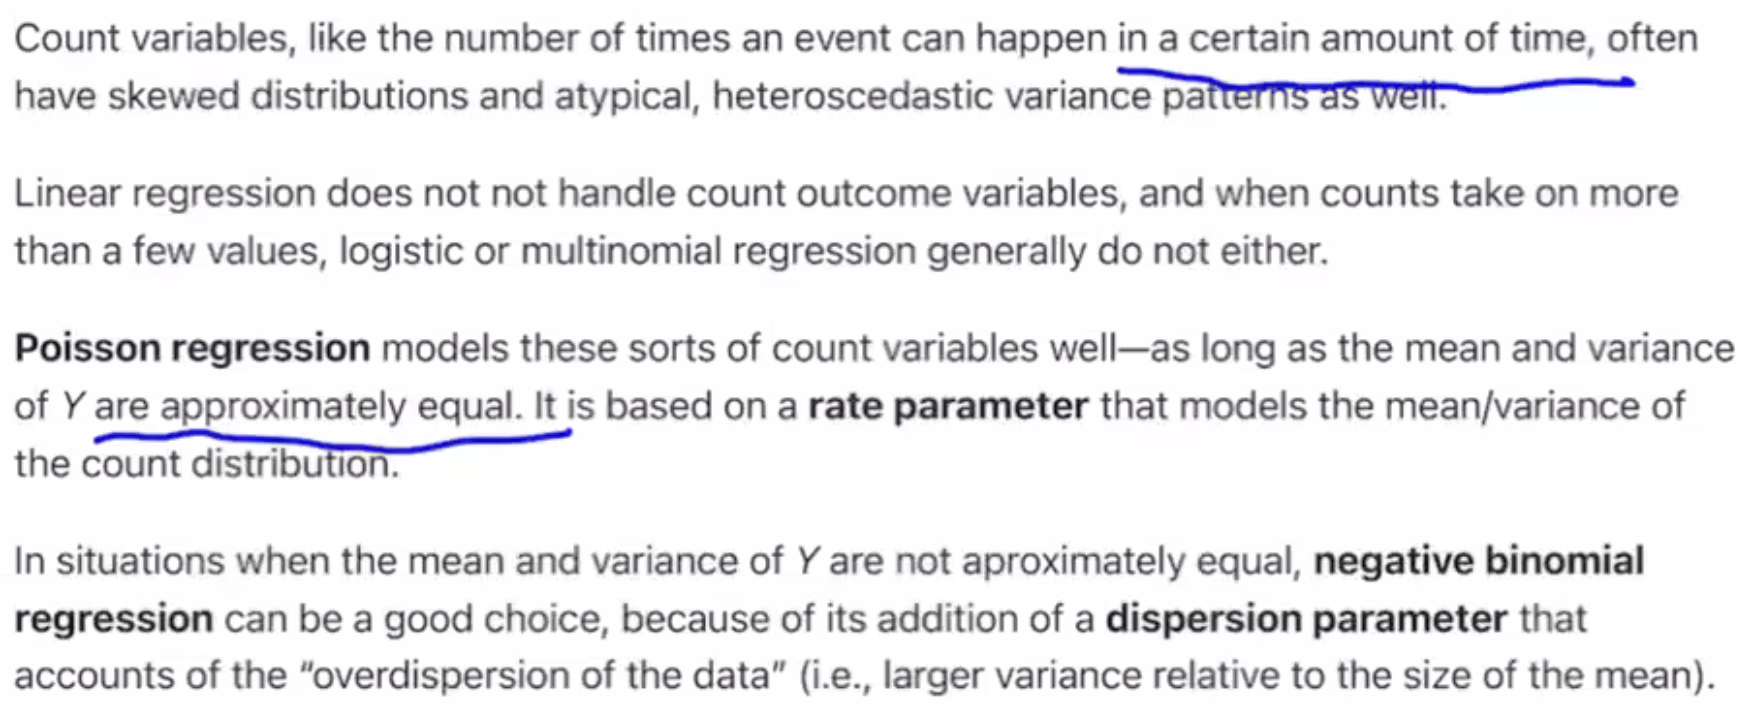 Count variables, like the number of times an event can happen in a certain amount of time, often
have skewed distributions and atypical, heteroscedastic variance patterns as well.
Linear regression does not not handle count outcome variables, and when counts take on more
than a few values, logistic or multinomial regression generally do not either.
Poisson regression models these sorts of count variables well—as long as the mean and variance
of Y are approximately equal. It is based on a rate parameter that models the mean/variance of
the count distribution.
In situations when the mean and variance of Y are not aproximately equal, negative binomial
regression can be a good choice, because of its addition of a dispersion parameter that
accounts of the "overdispersion of the data" (i.e., larger variance relative to the size of the mean).